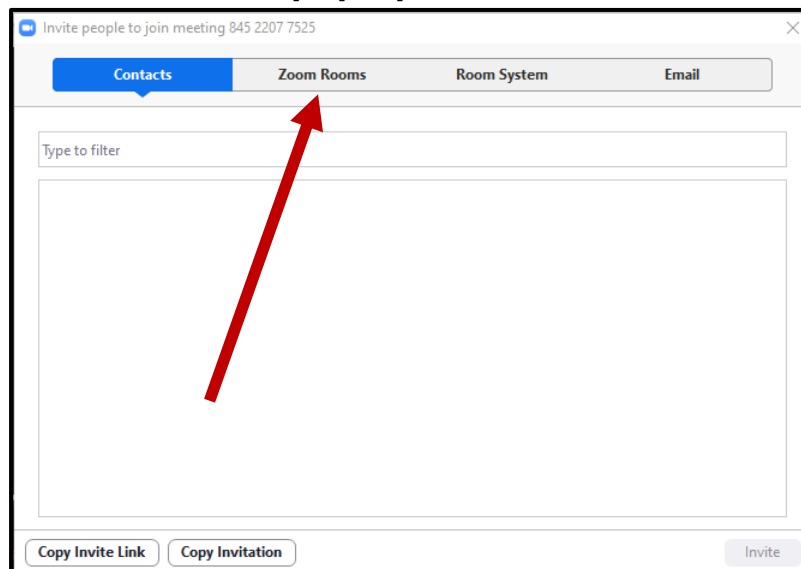 Invite people to join meeting 845 2207 7525
Contacts Zoom Rooms Room System Email
Type to filter
Copy Invite Link Copy Invitation Invite